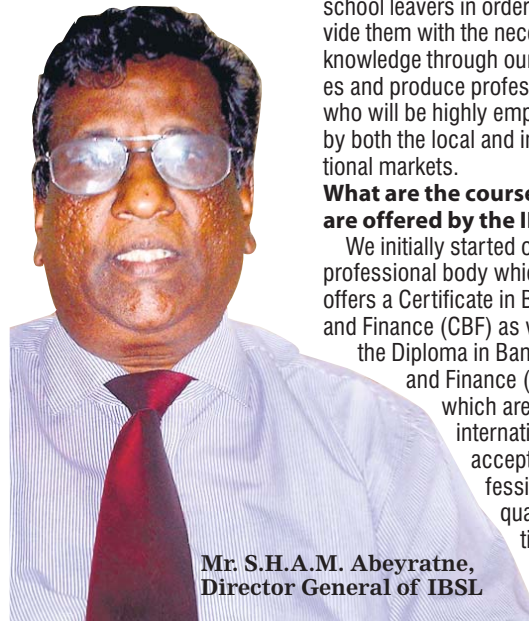 school leavers in order
vide them with the nece
knowledge through our
es and produce profes
who will be highly emp
by both the local and in
tional markets.
What are the course
are offered by the I
We initially started o
professional body whic
offers a Certificate in B
and Finance (CBF) as w
the Diploma in Ban
and Finance (
which are
internati
accept
fessi
qua
ti
Mr. S.H.A.M. Abeyratne,
Director General of IBSL